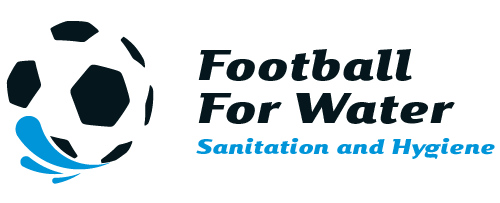 Football
For Water
Sanitation and Hygiene